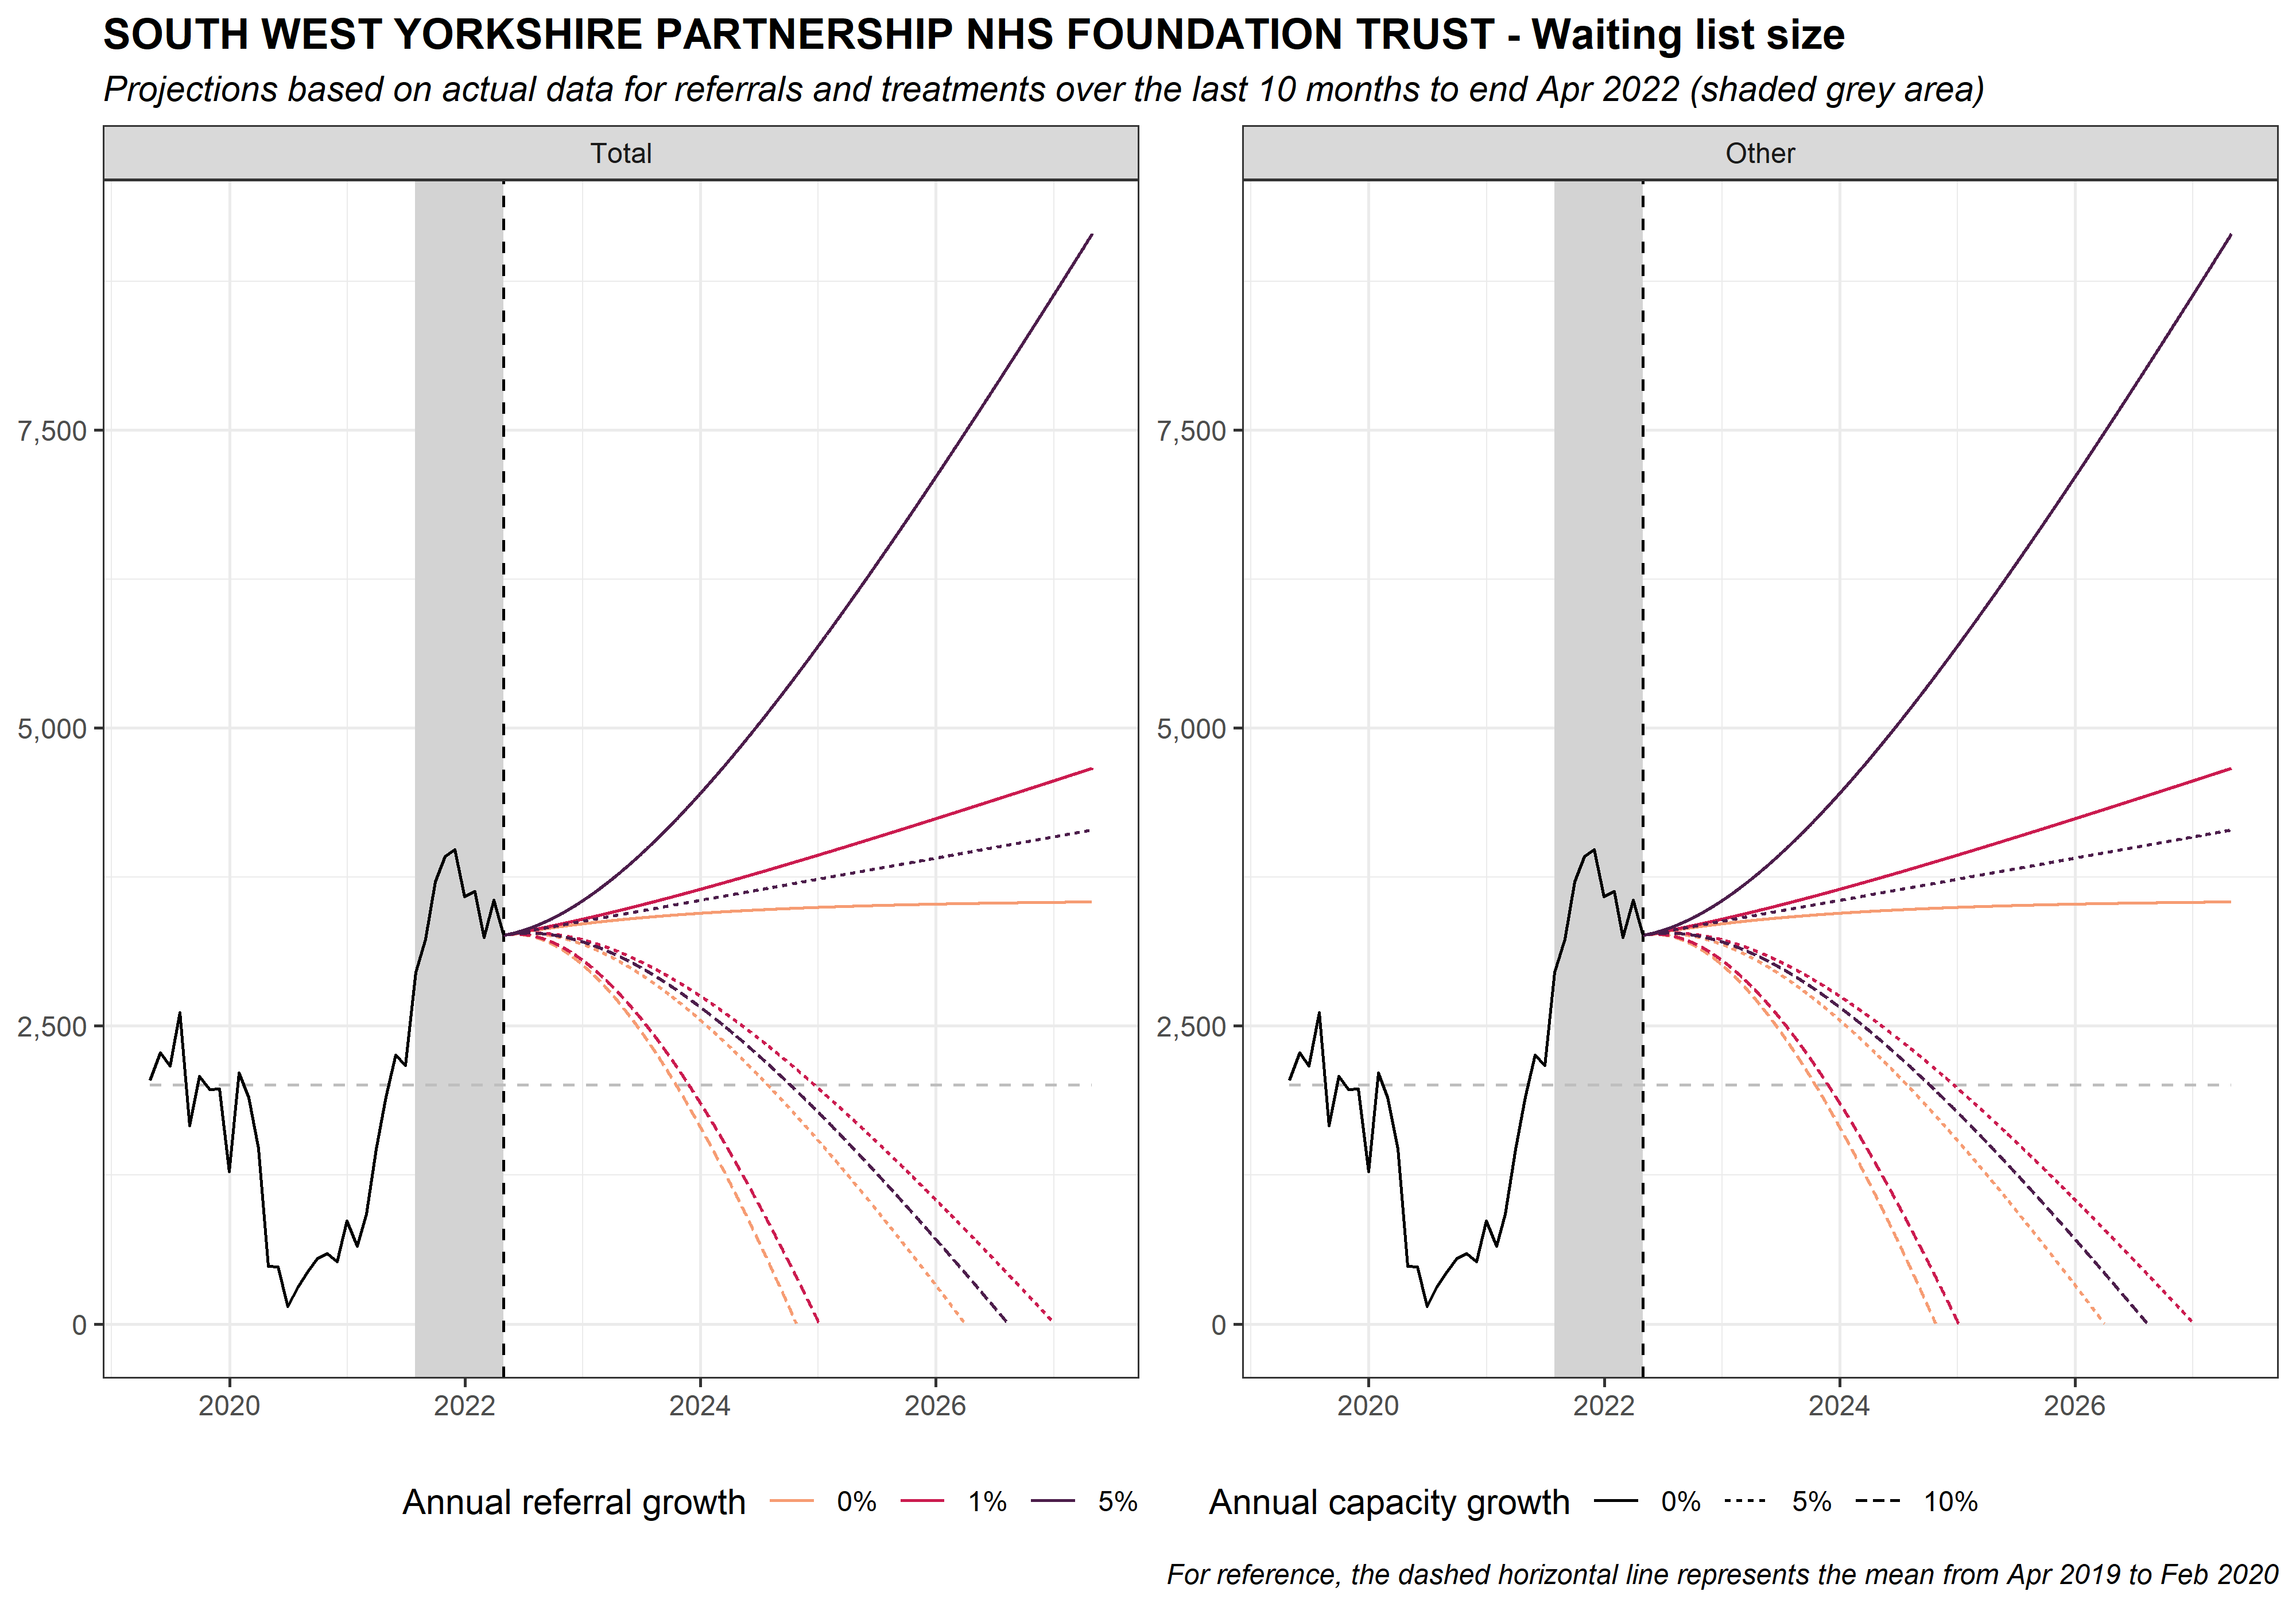 SOUTH WEST YORKSHIRE PARTNERSHIP NHS FOUNDATION TRUST - Waiting list size
Projections based on actual data for referrals and treatments over the last 10 months to end Apr 2022 (shaded grey area)
Total
Other
7,500
5,000
2,500
0
7,500
5,000
2,500
0
2020 2022 2024 2026
2020 2022 2024 2026
Annual referral growth 0% 1% 5%
Annual capacity growth 0% 5% 10%
For reference, the dashed horizontal line represents the mean from Apr 2019 to Feb 2020